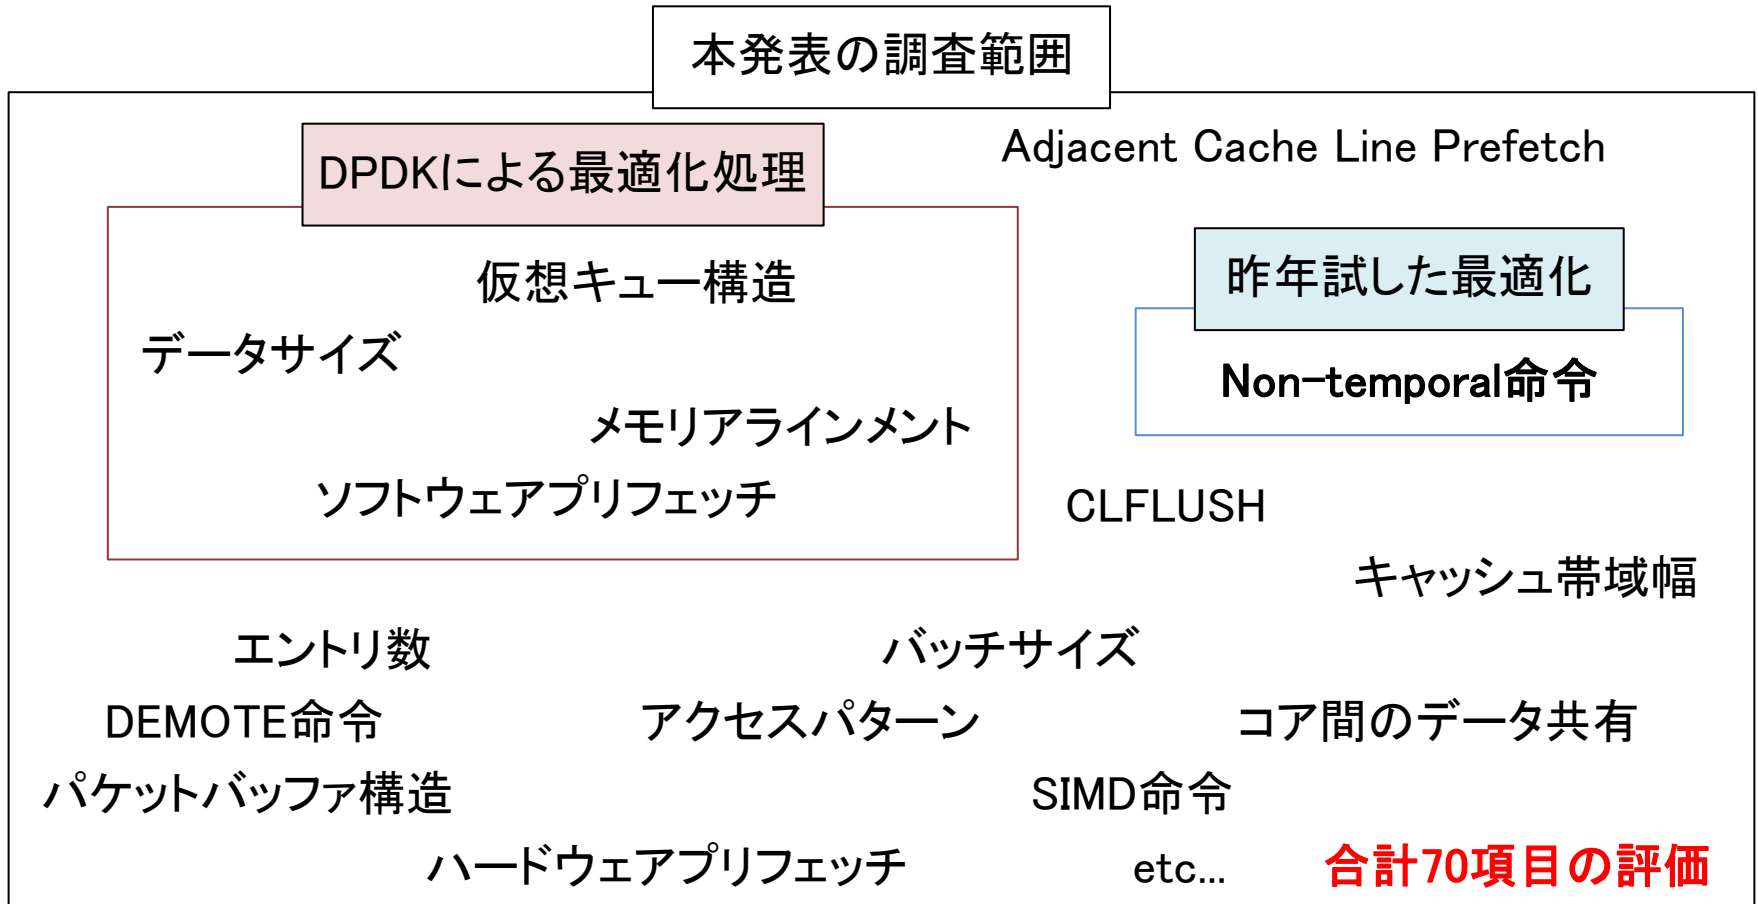 本発表の調査範囲
Adjacent Cache Line Prefetch
DPDKによる最適化処理
仮想キュー構造
データサイズ
メモリアラインメント
ソフトウェアプリフェッチ
昨年試した最適化
Non-temporal命令
CLFLUSH
キャッシュ帯域幅
エントリ数
バッチサイズ
DEMOTE命令
アクセスパターン
コア間のデータ共有
パケットバッファ構造
SIMD命令
ハードウェアプリフェッチ
etc...
合計70項目の評価